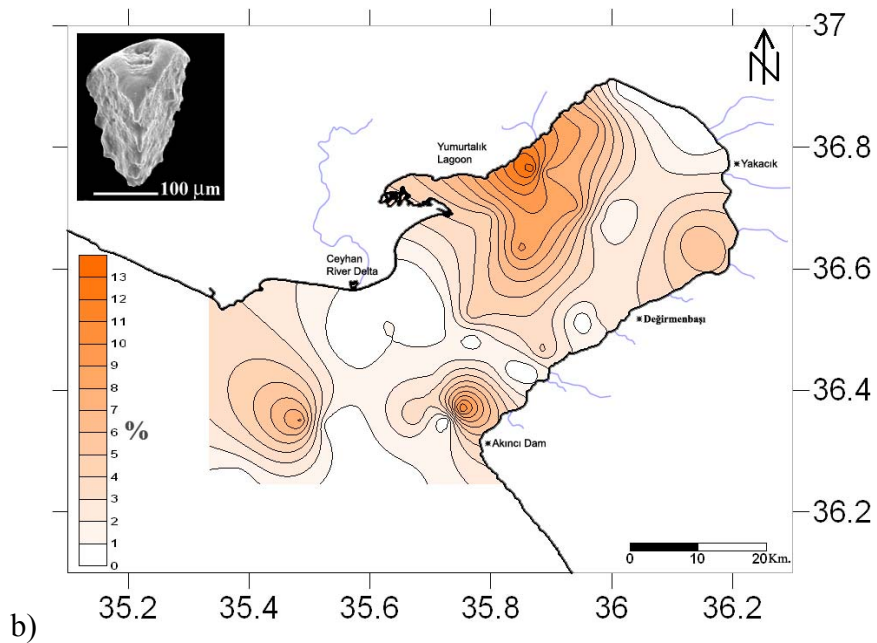 100 µm
N
37
36.8
36.6
36.4
36.2
Yumurtalık
Lagoon
Yakacık
Ceyhan
River Delta
Değirmenbaşı
Akıncı Dam
13
12
11
10
9
8
7
6
5
4
3
2
1
0
%
0 10 20Km.
35.2 35.4 35.6 35.8 36 36.2
b)